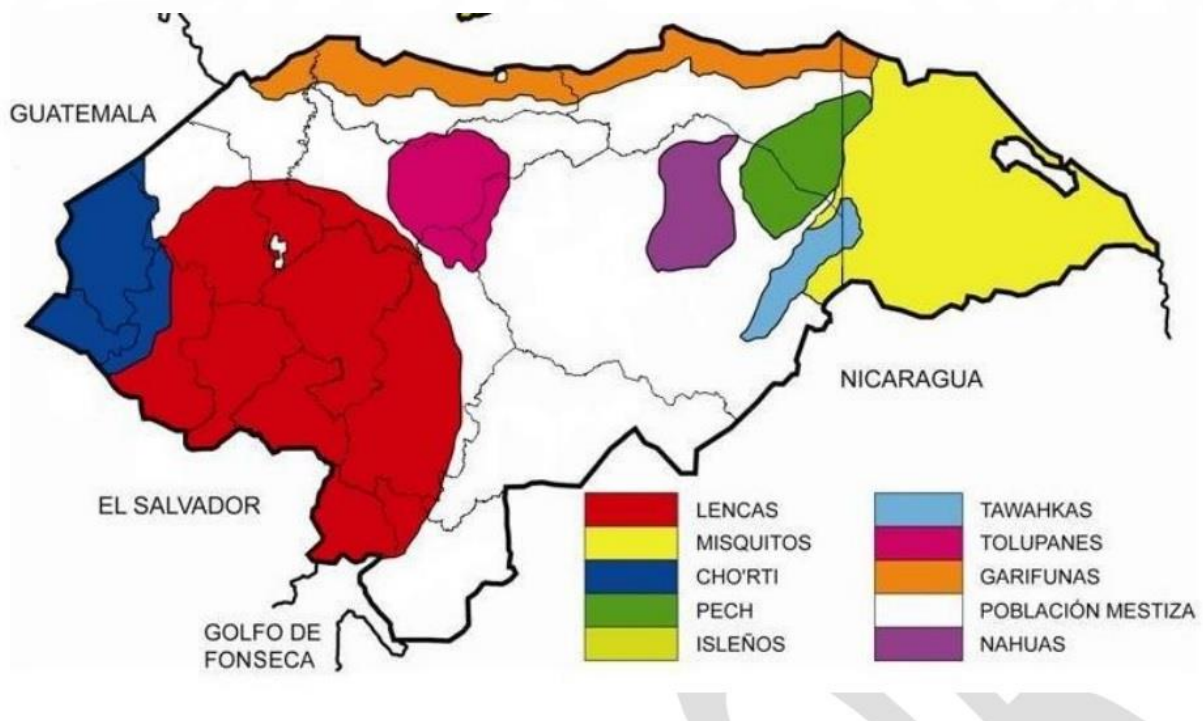 GUATEMALA
NICARAGUA
EL SALVADOR
GOLFO DE
FONSECA
LENCAS
MISQUITOS
CHO'RTI
PECH
ISLEÑOS
TAWAHKAS
TOLUPANES
GARIFUNAS
POBLACIÓN MESTIZA
NAHUAS